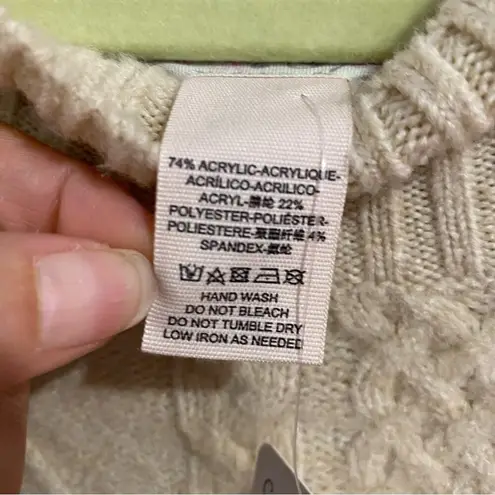 74% ACRYLIC-ACRYLIQUE-
ACRÍLICO-ACRILICO-
ACRYL-腈纶 22%
POLYESTER-POLIÉSTER-
POLIESTERE-聚酯纤维 4%
SPANDEX-氨纶
HAND WASH
DO NOT BLEACH
DO NOT TUMBLE DRY
LOW IRON AS NEEDED